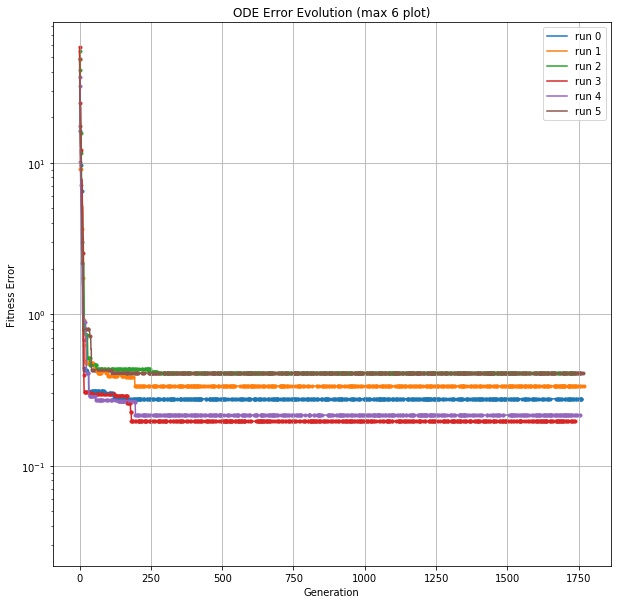 ODE Error Evolution (max 6 plot)
run 0
run 1
run 2
run 3
run 4
run 5
10¹
10⁰
10⁻¹
Fitness Error
0 250 500 750 1000 1250 1500 1750
Generation